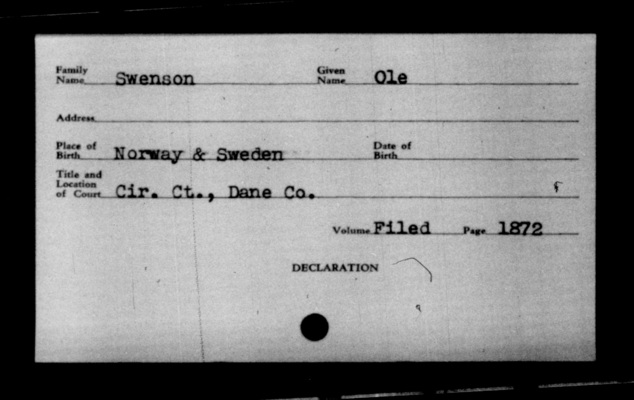 Family Name Swenson Given Name Ole
Address
Place of Birth Norway & Sweden Date of Birth
Title and Location of Court Cir. Ct., Dane Co.
Volume Filed Page 1872
DECLARATION